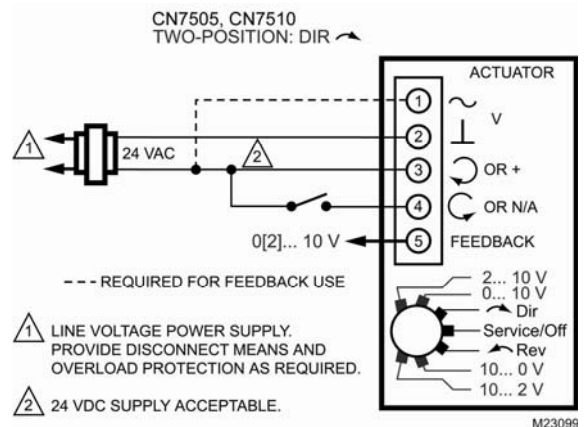 CN7505, CN7510
TWO-POSITION: DIR
ACTUATOR
1
2
3
4
5
V
OR +
OR N/A
FEEDBACK
1
24 VAC
2
0[2]... 10 V
--- REQUIRED FOR FEEDBACK USE
1 LINE VOLTAGE POWER SUPPLY.
PROVIDE DISCONNECT MEANS AND
OVERLOAD PROTECTION AS REQUIRED.
2 24 VDC SUPPLY ACCEPTABLE.
2... 10 V
0... 10 V
Dir
Service/Off
Rev
10... 0 V
10... 2 V
M23099